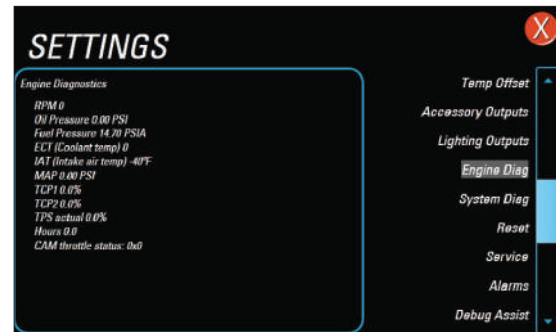 SETTINGS
X
Engine Diagnostics
RPM 0
Oil Pressure 0.00 PSI
Fuel Pressure 14.70 PSIA
ECT (Coolant temp) 0
IAT (Intake air temp) -40°F
MAP 0.00 PSI
TCP1 0.0%
TCP2 0.0%
TPS actual 0.0%
Hours 0.0
CAM throttle status: 0x0
Temp Offset
Accessory Outputs
Lighting Outputs
Engine Diag
System Diag
Reset
Service
Alarms
Debug Assist